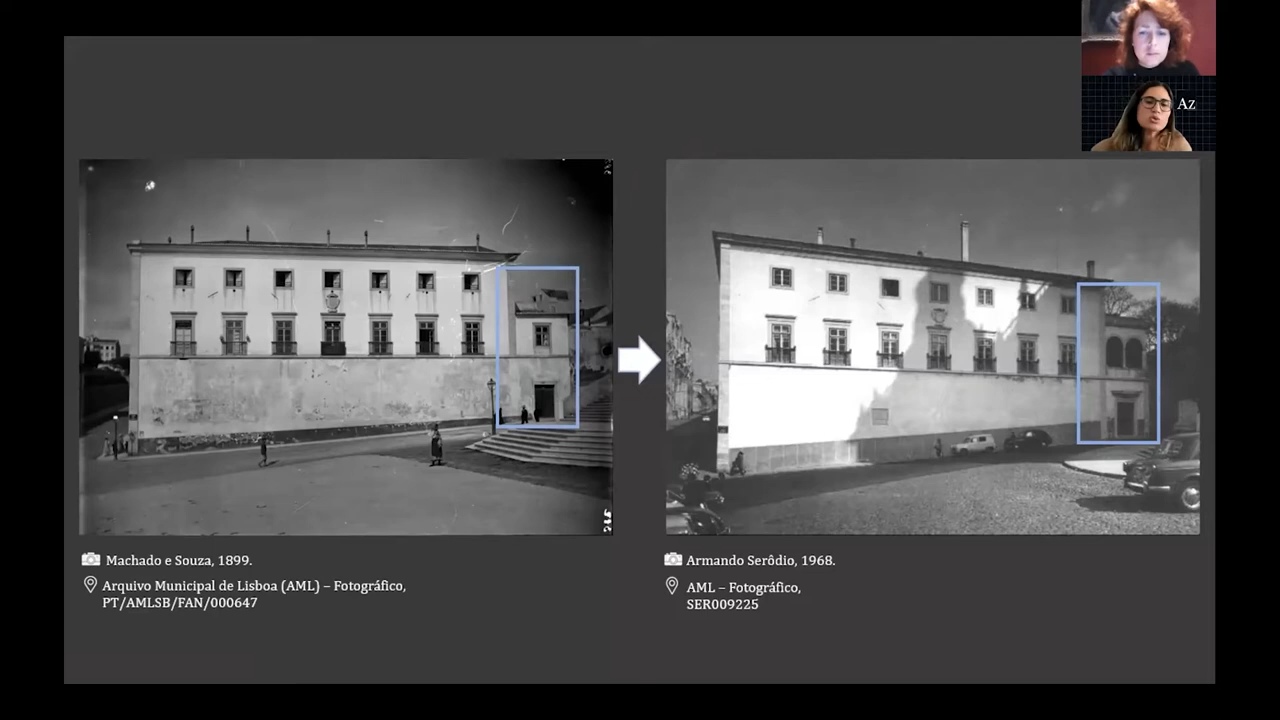 Az
Machado e Souza, 1899.
Arquivo Municipal de Lisboa (AML) – Fotográfico,
PT/AMLSB/FAN/000647
Armando Serôdio, 1968.
AML – Fotográfico,
SER009225